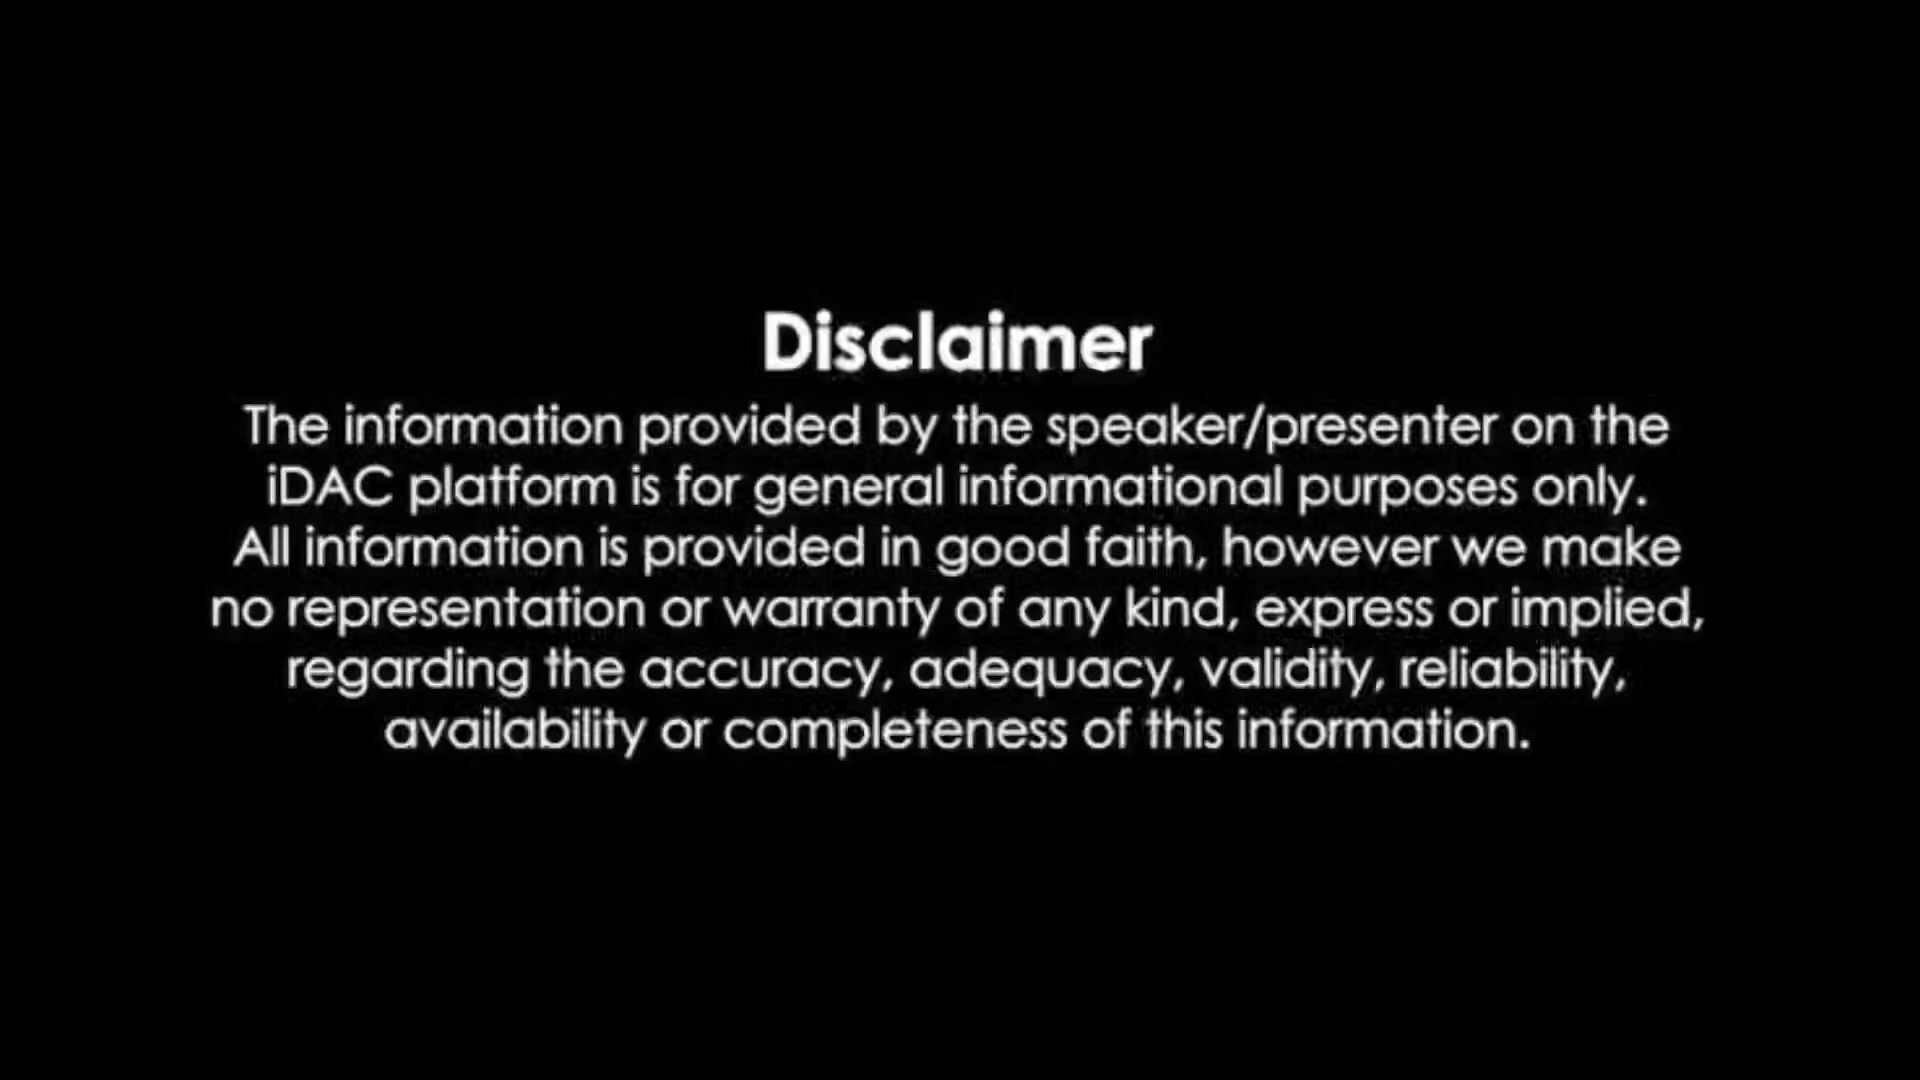 Disclaimer
The information provided by the speaker/presenter on the
iDAC platform is for general informational purposes only.
All information is provided in good faith, however we make
no representation or warranty of any kind, express or implied,
regarding the accuracy, adequacy, validity, reliability,
availability or completeness of this information.